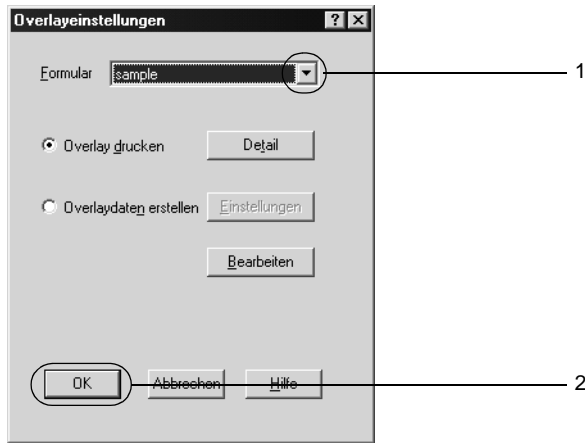 Overlayeinstellungen
Formular sample 1
Overlay drucken Detail
Overlaydaten erstellen Einstellungen
Bearbeiten
OK Abbrechen Hilfe 2